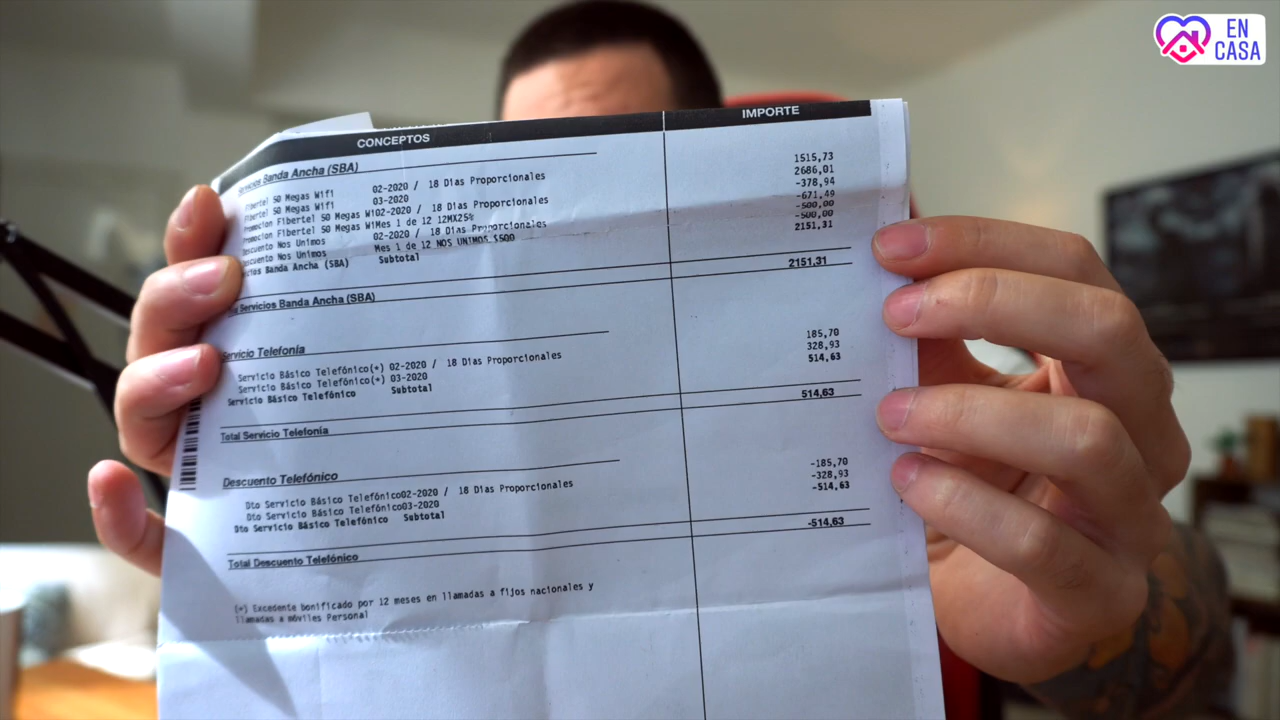 EN
CASA
CONCEPTOS IMPORTE
Servicios Banda Ancha (SBA)
Fibertel 50 Megas Wifi 02-2020 / 18 Dias Proporcionales 1515,73
Fibertel 50 Megas Wifi 03-2020 2686,01
Promocion Fibertel 50 Megas Wi02-2020 / 18 Dias Proporcionales -378,94
Promocion Fibertel 50 Megas WiMes 1 de 12 12MX25% -671,49
Descuento Nos Unimos 02-2020 / 18 Dias Proporcionales -500,00
Descuento Nos Unimos Mes 1 de 12 NOS UNIMOS $500 -500,00
Banda Ancha (SBA) Subtotal 2151,31
Servicios Banda Ancha (SBA) 2151,31
Servicio Telefonía
Servicio Básico Telefónico(*) 02-2020 / 18 Dias Proporcionales 185,70
Servicio Básico Telefónico(*) 03-2020 328,93
Servicio Básico Telefónico Subtotal 514,63
Total Servicio Telefonía 514,63
Descuento Telefónico
Dto Servicio Básico Telefónico02-2020 / 18 Dias Proporcionales -185,70
Dto Servicio Básico Telefónico03-2020 -328,93
Dto Servicio Básico Telefónico Subtotal -514,63
Total Descuento Telefónico -514,63
(*) Excedente bonificado por 12 meses en llamadas a fijos nacionales y
llamadas a móviles Personal